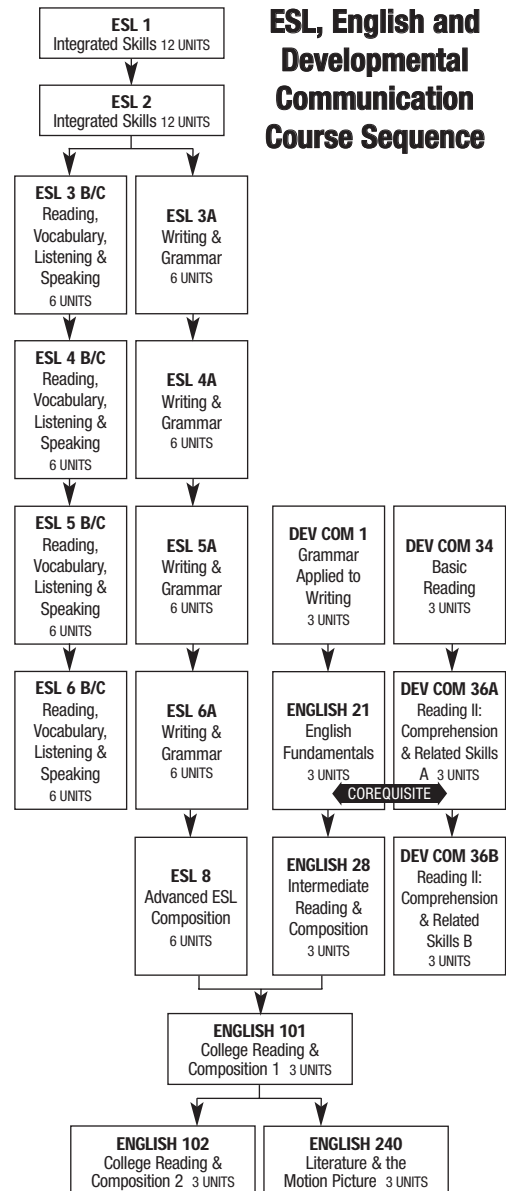 ESL, English and
Developmental
Communication
Course Sequence
ESL 1
Integrated Skills 12 UNITS
ESL 2
Integrated Skills 12 UNITS
ESL 3 B/C
Reading,
Vocabulary,
Listening &
Speaking
6 UNITS
ESL 3A
Writing &
Grammar
6 UNITS
ESL 4 B/C
Reading,
Vocabulary,
Listening &
Speaking
6 UNITS
ESL 4A
Writing &
Grammar
6 UNITS
ESL 5 B/C
Reading,
Vocabulary,
Listening &
Speaking
6 UNITS
ESL 5A
Writing &
Grammar
6 UNITS
DEV COM 1
Grammar
Applied to
Writing
3 UNITS
DEV COM 34
Basic
Reading
3 UNITS
ESL 6 B/C
Reading,
Vocabulary,
Listening &
Speaking
6 UNITS
ESL 6A
Writing &
Grammar
6 UNITS
ENGLISH 21
English
Fundamentals
3 UNITS
DEV COM 36A
Reading II:
Comprehension
& Related Skills
A 3 UNITS
COREQUISITE
ESL 8
Advanced ESL
Composition
6 UNITS
ENGLISH 28
Intermediate
Reading &
Composition
3 UNITS
DEV COM 36B
Reading II:
Comprehension
& Related
Skills B
3 UNITS
ENGLISH 101
College Reading &
Composition 1 3 UNITS
ENGLISH 102
College Reading &
Composition 2 3 UNITS
ENGLISH 240
Literature & the
Motion Picture 3 UNITS